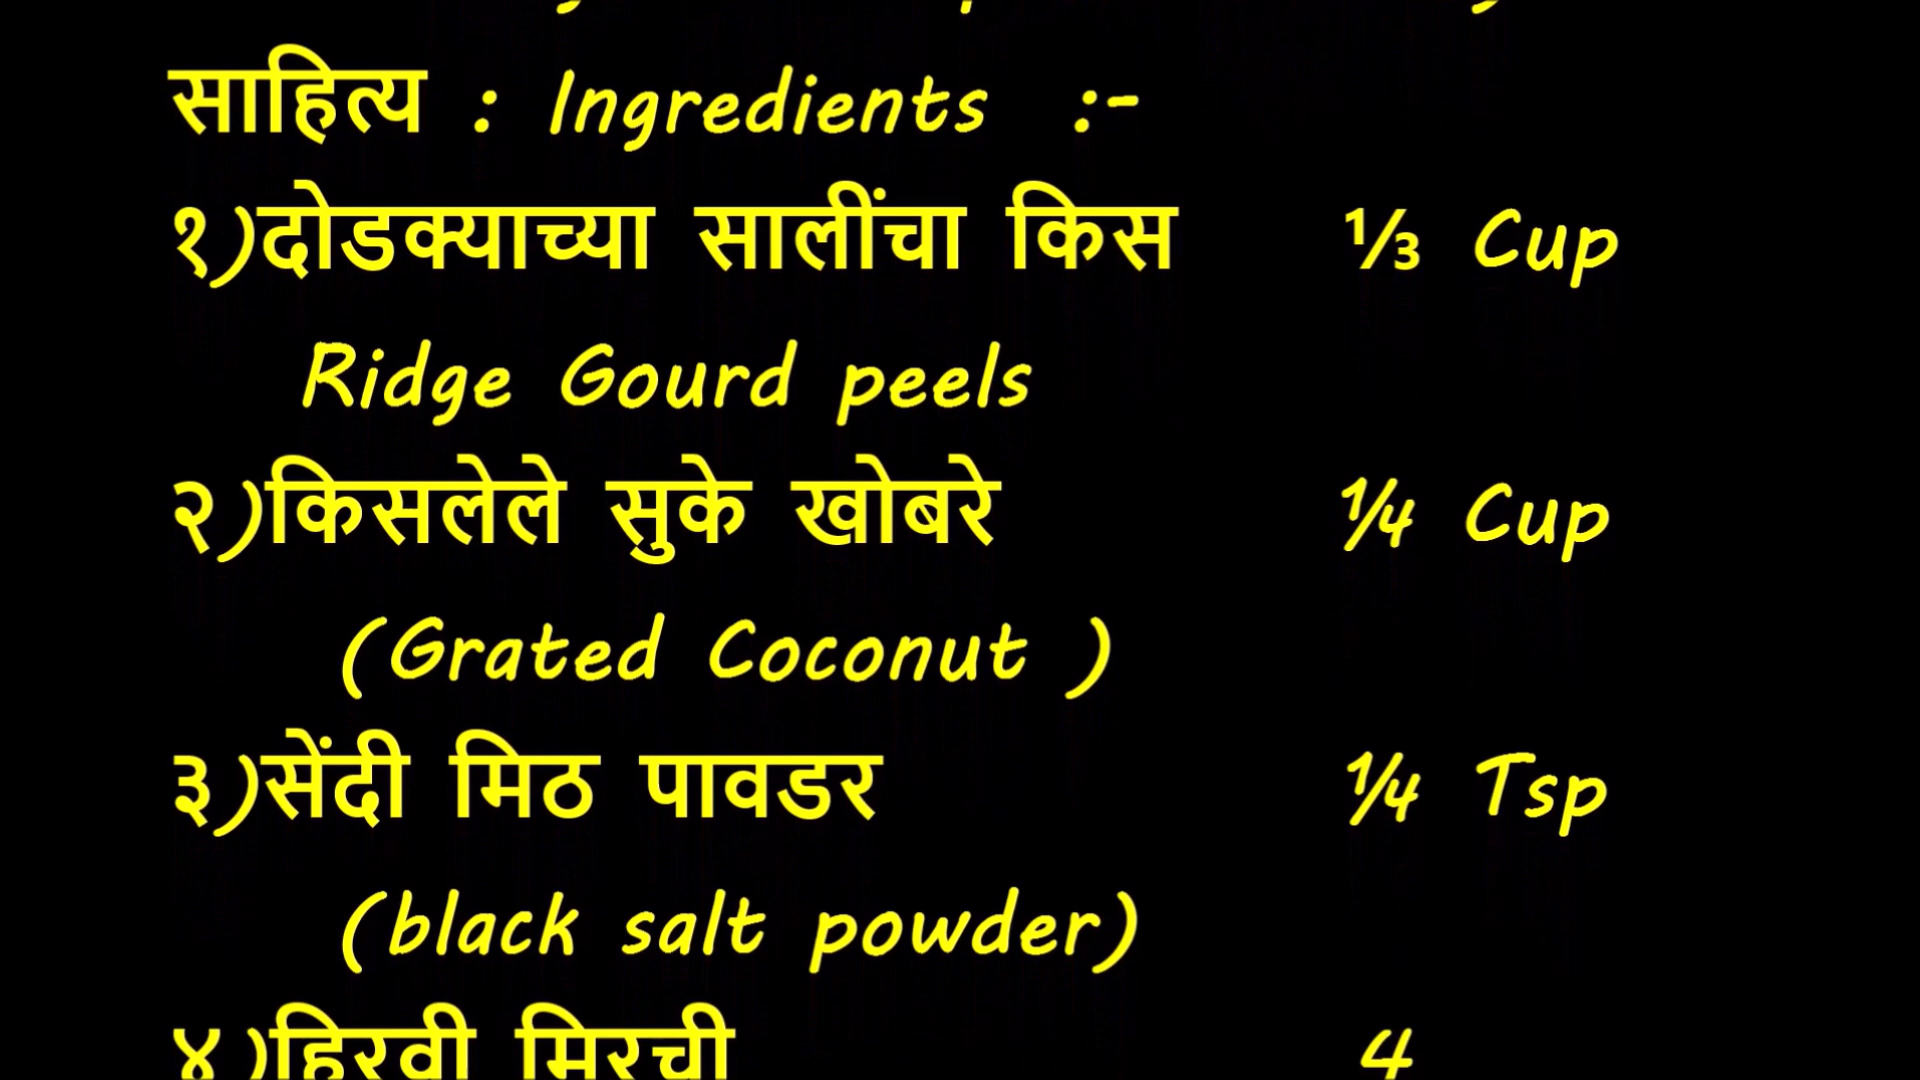 साहित्य : Ingredients :-
१)दोडक्याच्या सालींचा किस ⅓ Cup
Ridge Gourd peels
२)किसलेले सुके खोबरे ¼ Cup
(Grated Coconut )
३)सेंदी मिठ पावडर ¼ Tsp
(black salt powder)
४)हिरवी मिरची 4